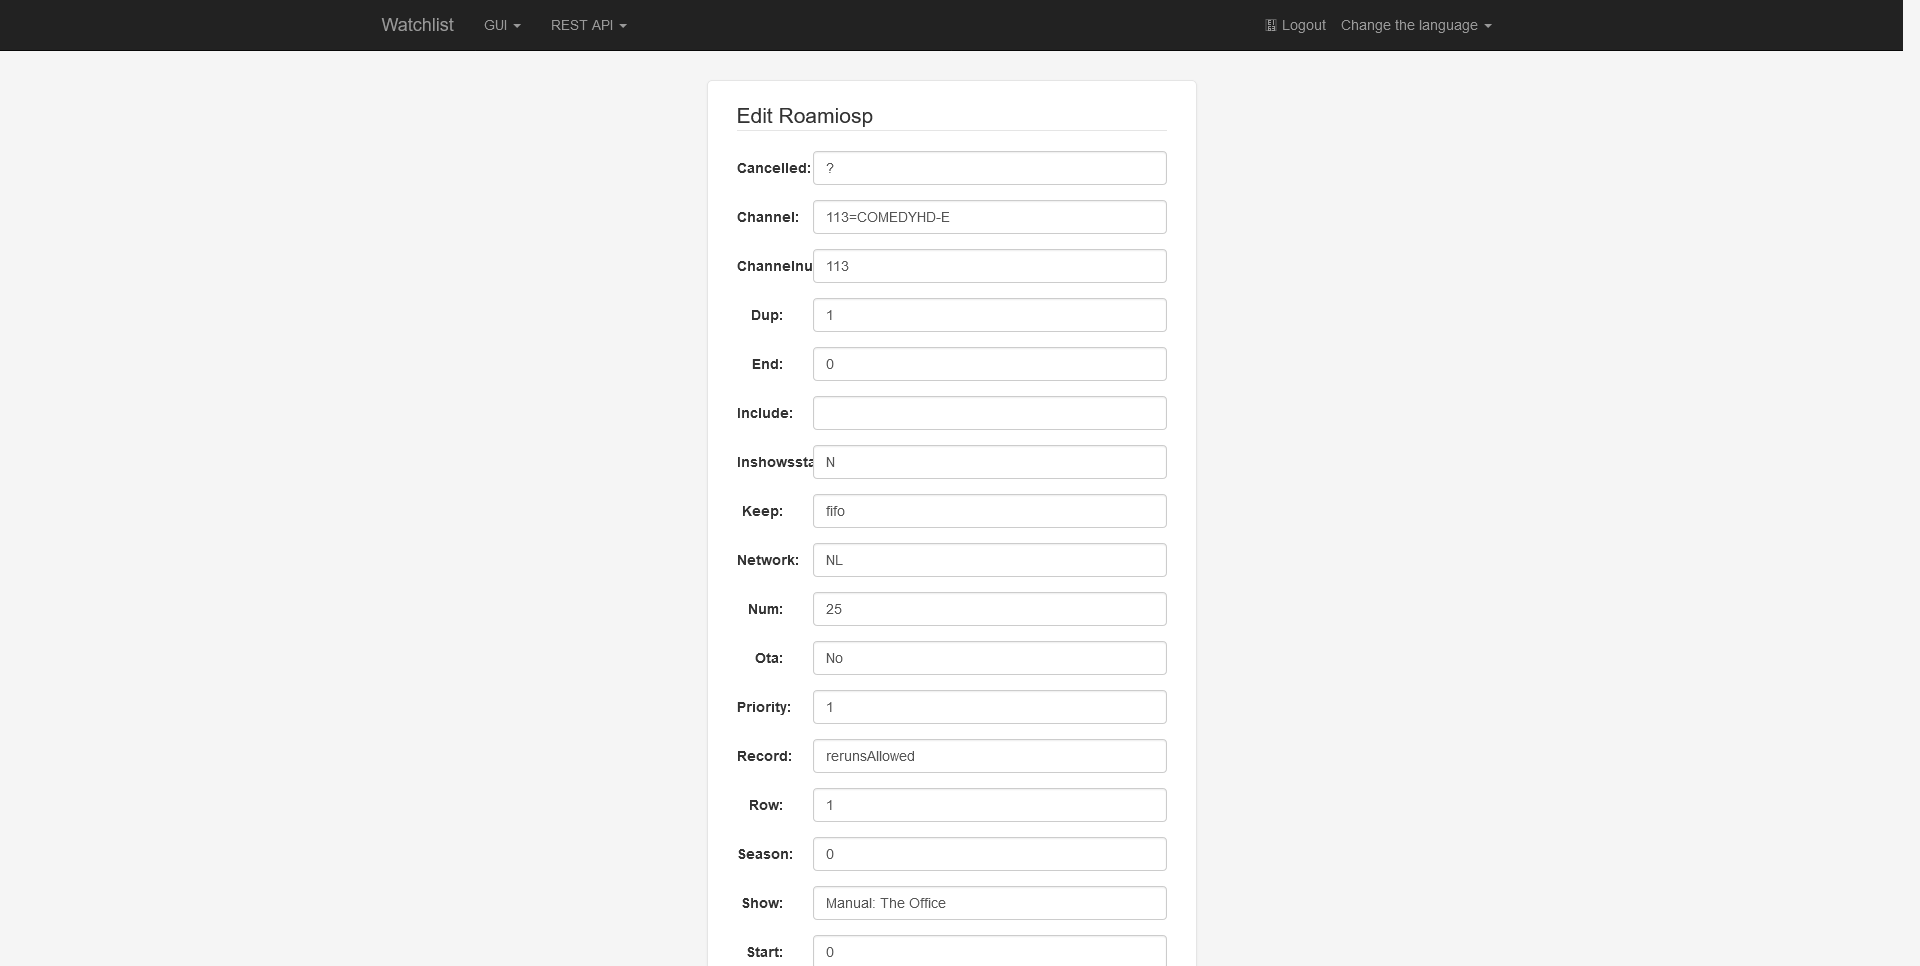 Watchlist GUI REST API Logout Change the language
Edit Roamiosp
Cancelled: ?
Channel: 113=COMEDYHD-E
Channelnu 113
Dup: 1
End: 0
Include:
Inshowssta N
Keep: fifo
Network: NL
Num: 25
Ota: No
Priority: 1
Record: rerunsAllowed
Row: 1
Season: 0
Show: Manual: The Office
Start: 0